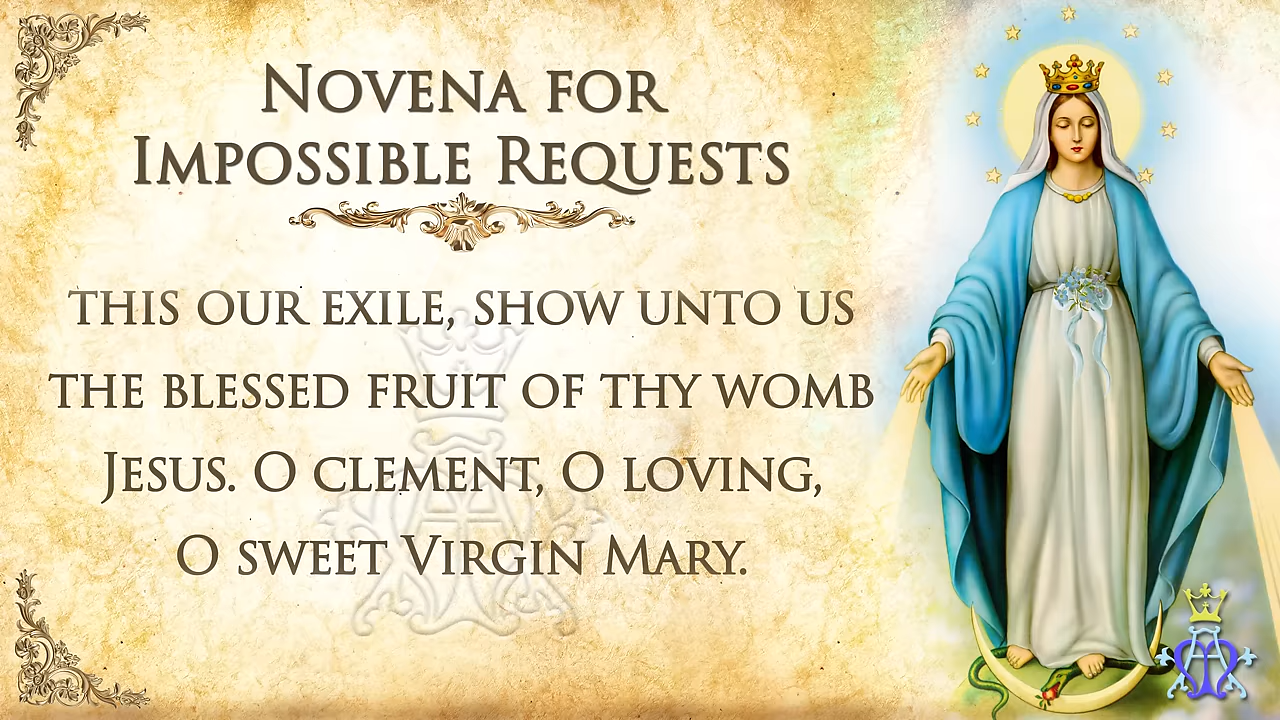 Novena for
Impossible Requests
this our exile, show unto us
the blessed fruit of thy womb
Jesus. O clement, O loving,
O sweet Virgin Mary.